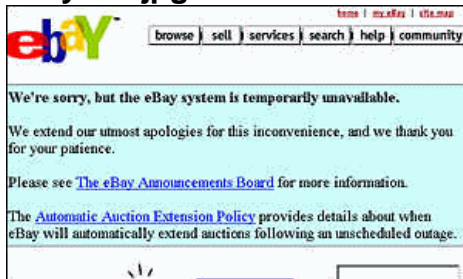 home | my eBay | site map
ebaY
browse sell services search help community
We're sorry, but the eBay system is temporarily unavailable.
We extend our utmost apologies for this inconvenience, and we thank you
for your patience.
Please see The eBay Announcements Board for more information.
The Automatic Auction Extension Policy provides details about when
eBay will automatically extend auctions following an unscheduled outage.